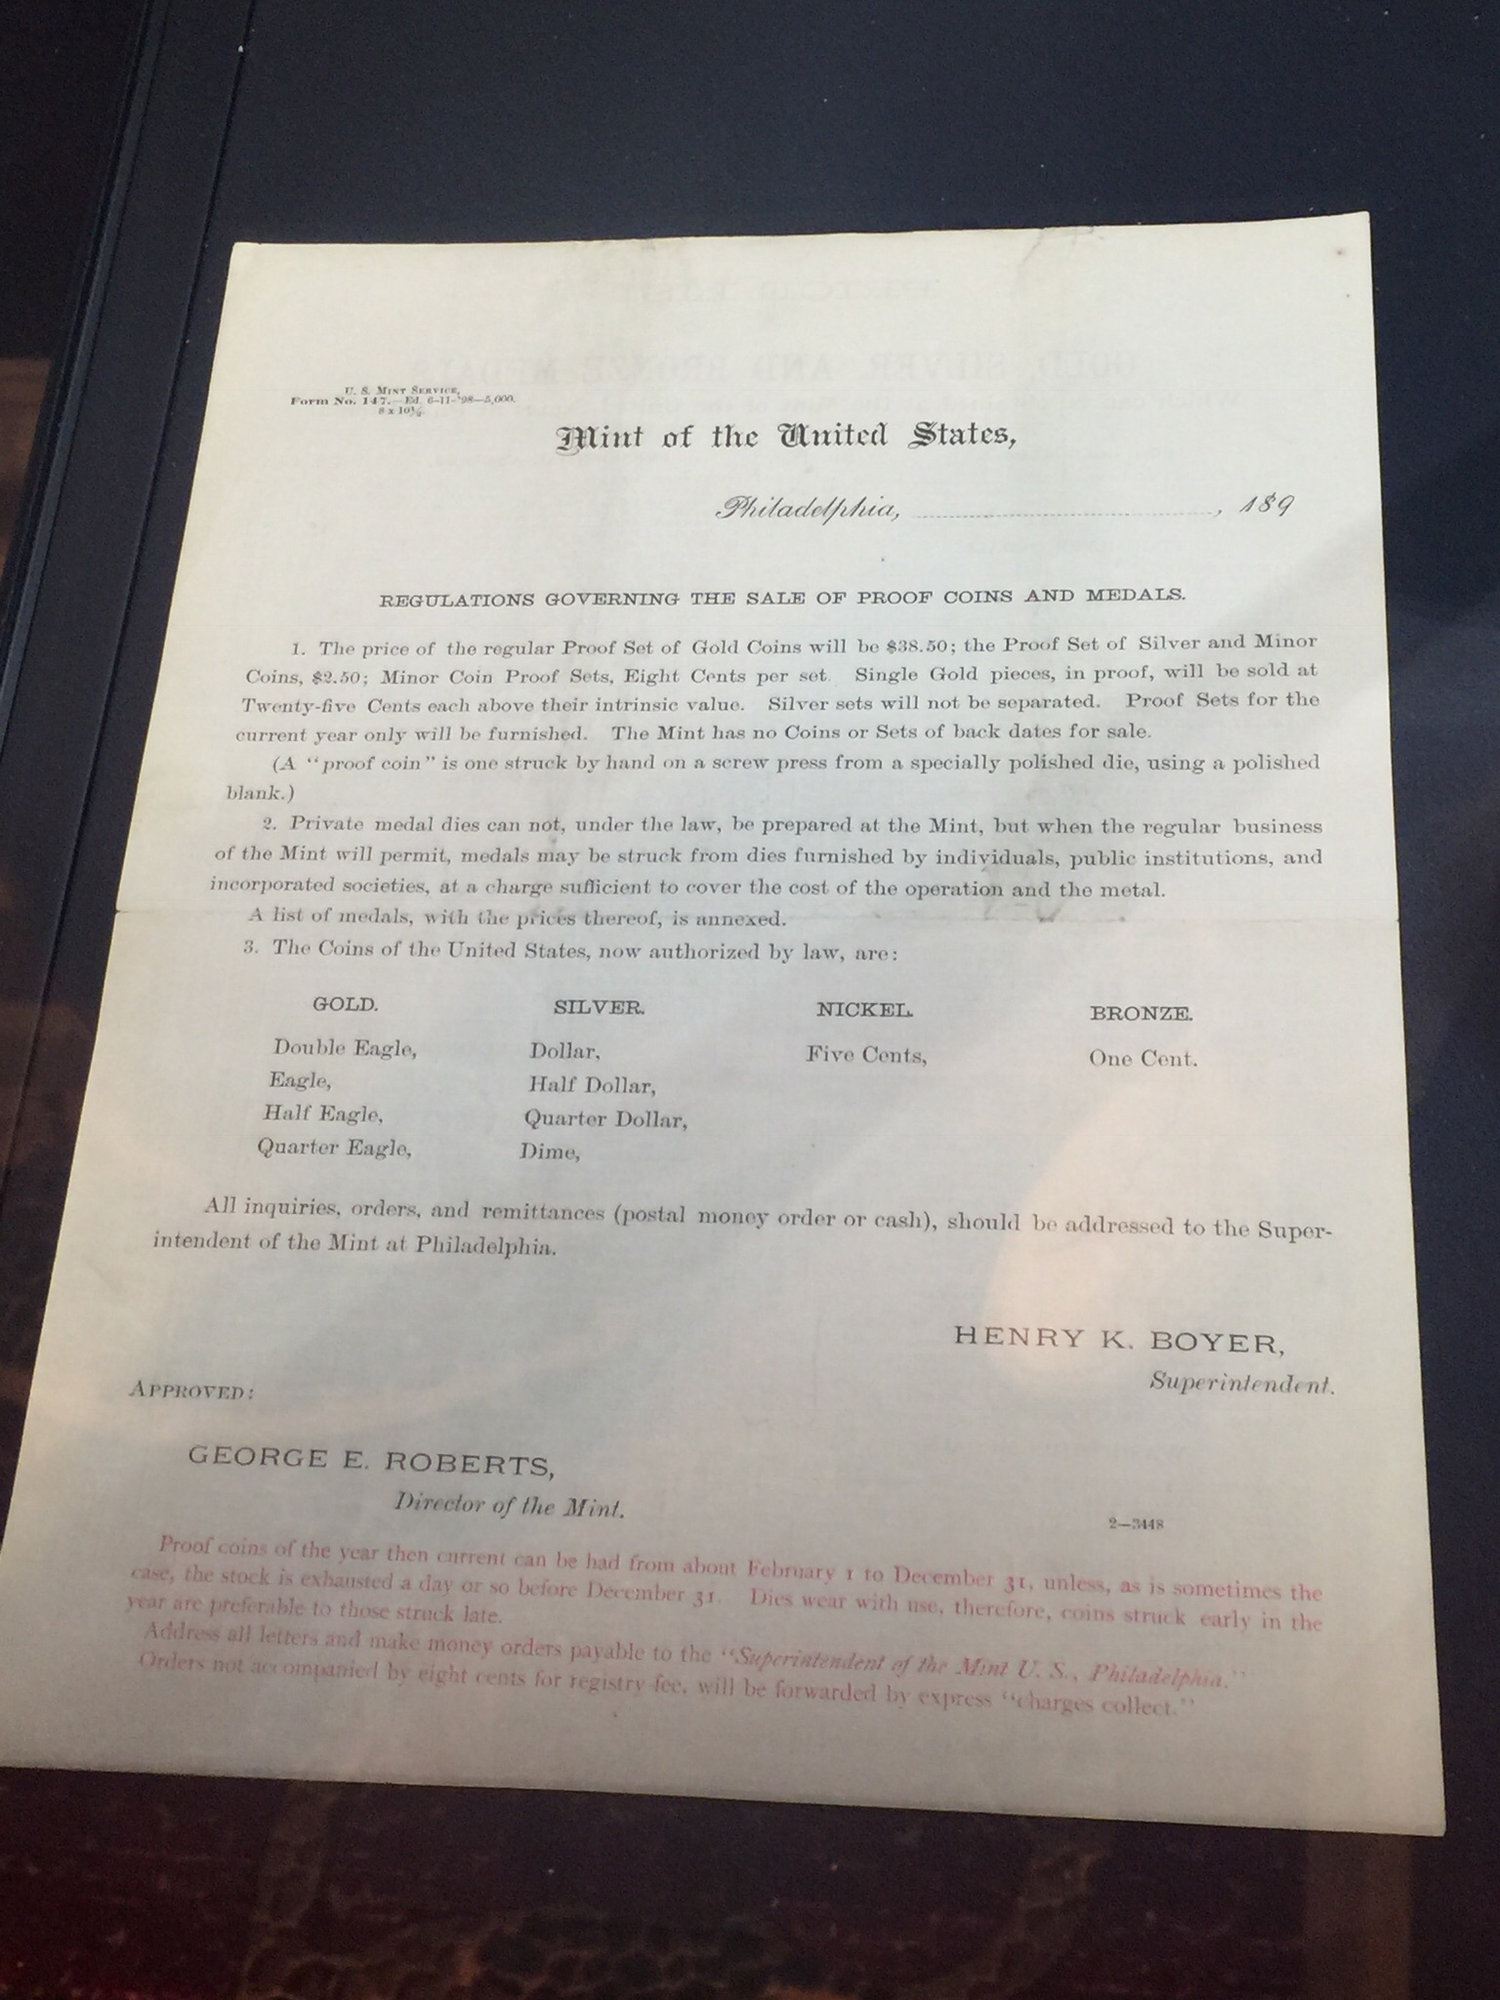 U. S. Mint Service,
Form No. 147.—Ed. 6-11-'98—5,000.
8 x 10½
Mint of the United States,
Philadelphia, , 189
REGULATIONS GOVERNING THE SALE OF PROOF COINS AND MEDALS.
1. The price of the regular Proof Set of Gold Coins will be $38.50; the Proof Set of Silver and Minor
Coins, $2.50; Minor Coin Proof Sets, Eight Cents per set. Single Gold pieces, in proof, will be sold at
Twenty-five Cents each above their intrinsic value. Silver sets will not be separated. Proof Sets for the
current year only will be furnished. The Mint has no Coins or Sets of back dates for sale.
(A "proof coin" is one struck by hand on a screw press from a specially polished die, using a polished
blank.)
2. Private medal dies can not, under the law, be prepared at the Mint, but when the regular business
of the Mint will permit, medals may be struck from dies furnished by individuals, public institutions, and
incorporated societies, at a charge sufficient to cover the cost of the operation and the metal.
A list of medals, with the prices thereof, is annexed.
3. The Coins of the United States, now authorized by law, are:
GOLD. SILVER. NICKEL. BRONZE.
Double Eagle, Dollar, Five Cents, One Cent.
Eagle, Half Dollar,
Half Eagle, Quarter Dollar,
Quarter Eagle, Dime,
All inquiries, orders, and remittances (postal money order or cash), should be addressed to the Super-
intendent of the Mint at Philadelphia.
HENRY K. BOYER,
Superintendent.
APPROVED:
GEORGE E. ROBERTS,
Director of the Mint.
2—3448
Proof coins of the year then current can be had from about February 1 to December 31, unless, as is sometimes the
case, the stock is exhausted a day or so before December 31. Dies wear with use, therefore, coins struck early in the
year are preferable to those struck late.
Address all letters and make money orders payable to the "Superintendent of the Mint U. S., Philadelphia."
Orders not accompanied by eight cents for registry fee, will be forwarded by express "charges collect."